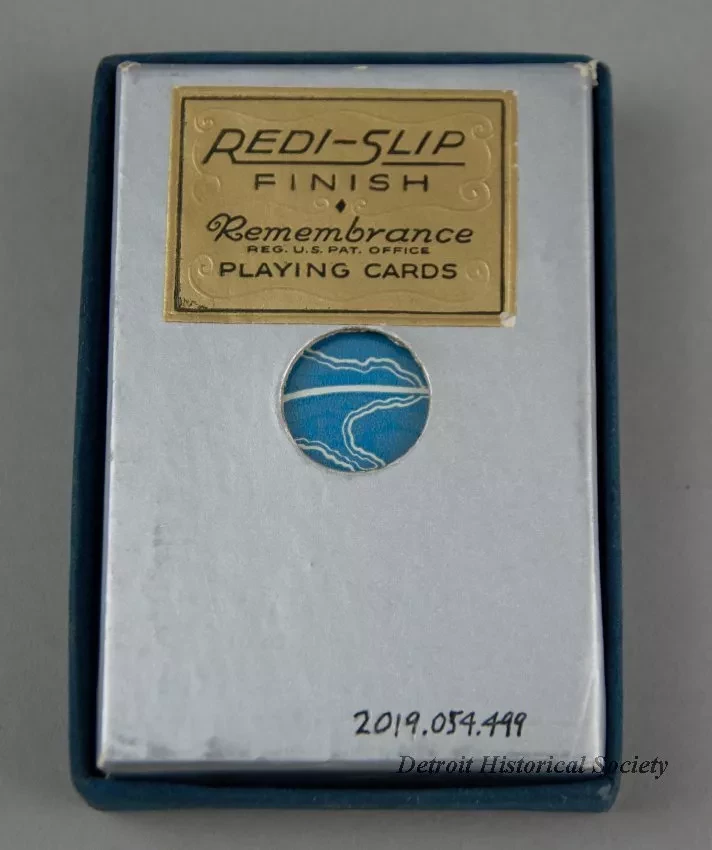 REDI-SLIP
FINISH
Remembrance
REG. U.S. PAT. OFFICE
PLAYING CARDS
2019.054.499
Detroit Historical Society